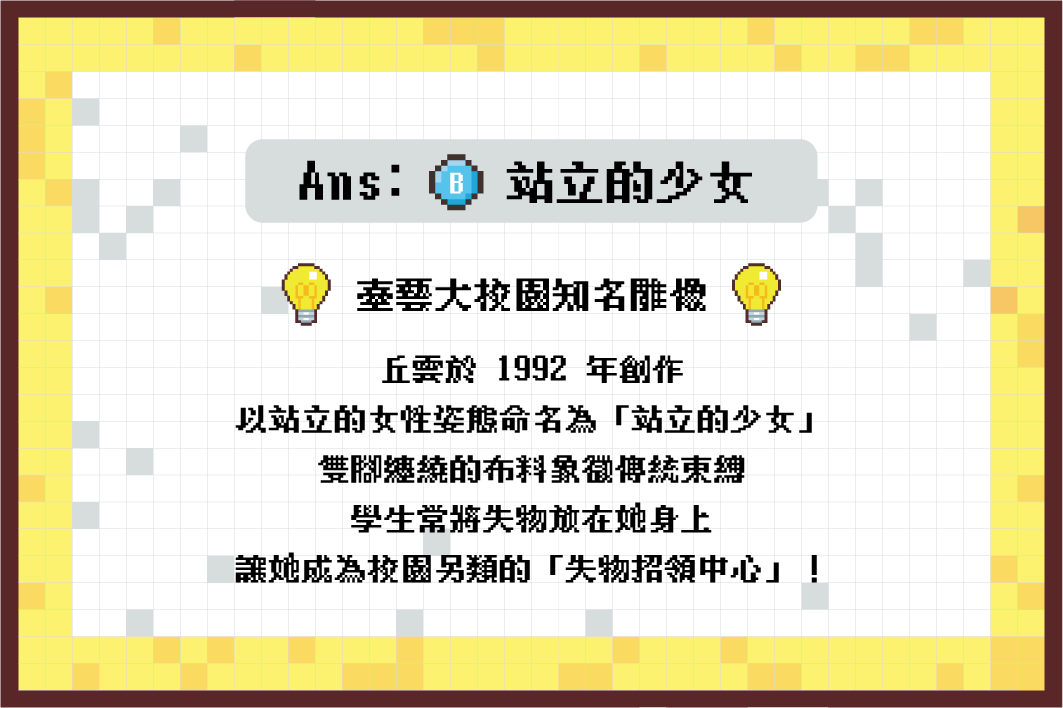 Ans: B 站立的少女
臺藝大校園知名雕像
丘雲於 1992 年創作
以站立的女性姿態命名為「站立的少女」
雙腳纏繞的布料象徵傳統束縛
學生常將失物放在她身上
讓她成為校園另類的「失物招領中心」！